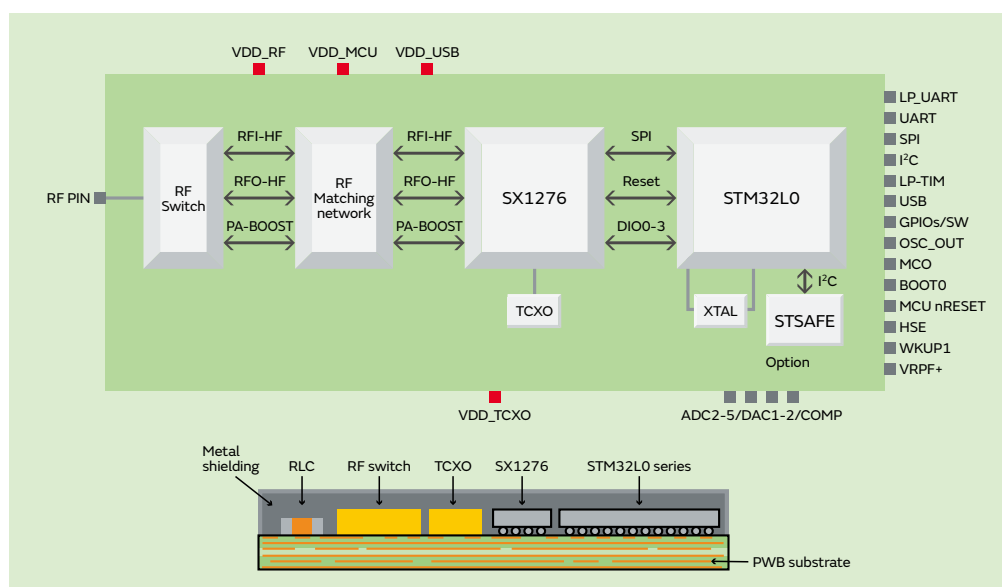 VDD_RF
VDD_MCU
VDD_USB
RF PIN
RF
Switch
RFI-HF
RFO-HF
PA-BOOST
RF
Matching
network
RFI-HF
RFO-HF
PA-BOOST
SX1276
TCXO
SPI
Reset
DIO0-3
STM32L0
XTAL
I²C
STSAFE
Option
LP_UART
UART
SPI
I²C
LP-TIM
USB
GPIOs/SW
OSC_OUT
MCO
BOOT0
MCU nRESET
HSE
WKUP1
VRPF+
VDD_TCXO
ADC2-5/DAC1-2/COMP
Metal
shielding
RLC
RF switch
TCXO
SX1276
STM32L0 series
PWB substrate